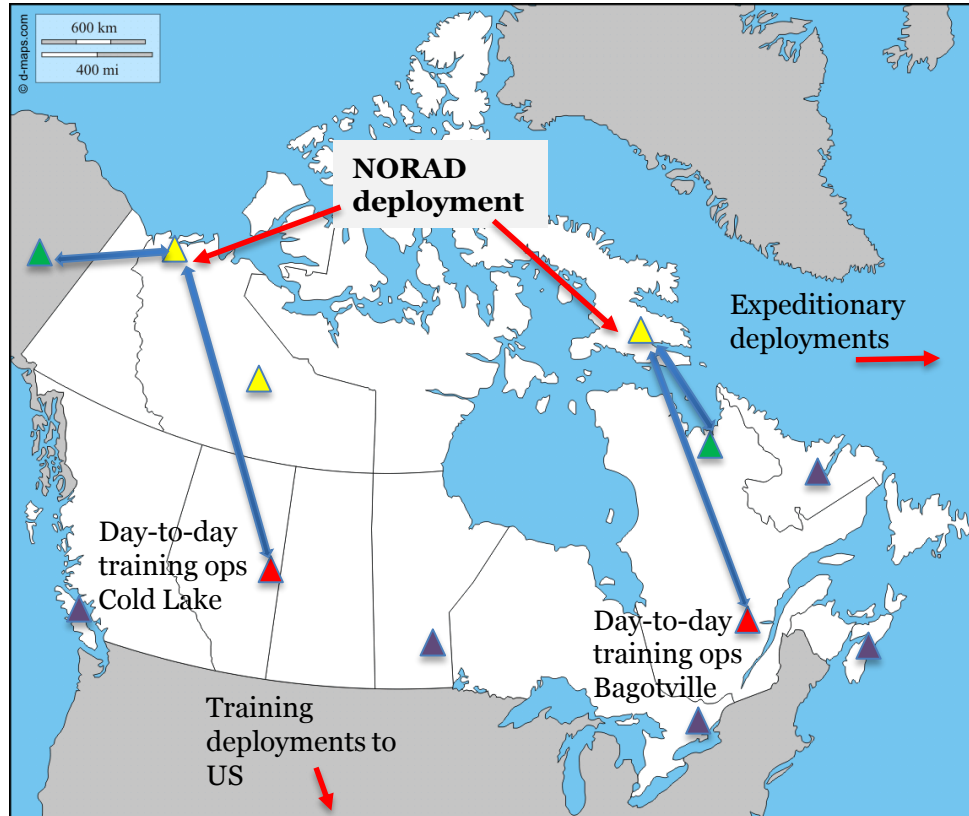 600 km
400 mi
© d-maps.com
NORAD
deployment
Expeditionary
deployments
Day-to-day
training ops
Cold Lake
Day-to-day
training ops
Bagotville
Training
deployments to
US